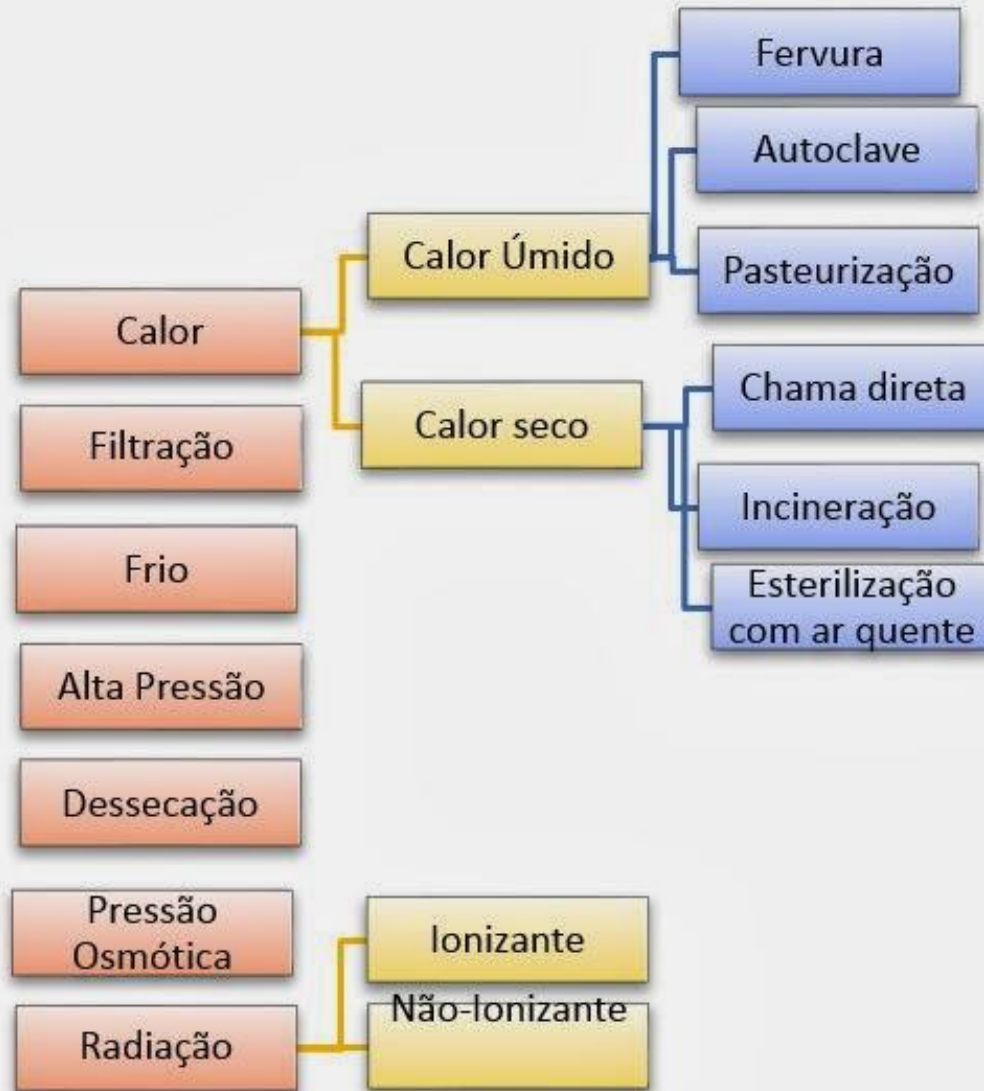 Fervura
Autoclave
Calor Úmido
Pasteurização
Calor
Chama direta
Calor seco
Filtração
Incineração
Frio
Esterilização
com ar quente
Alta Pressão
Dessecação
Pressão
Osmótica
Ionizante
Não-Ionizante
Radiação